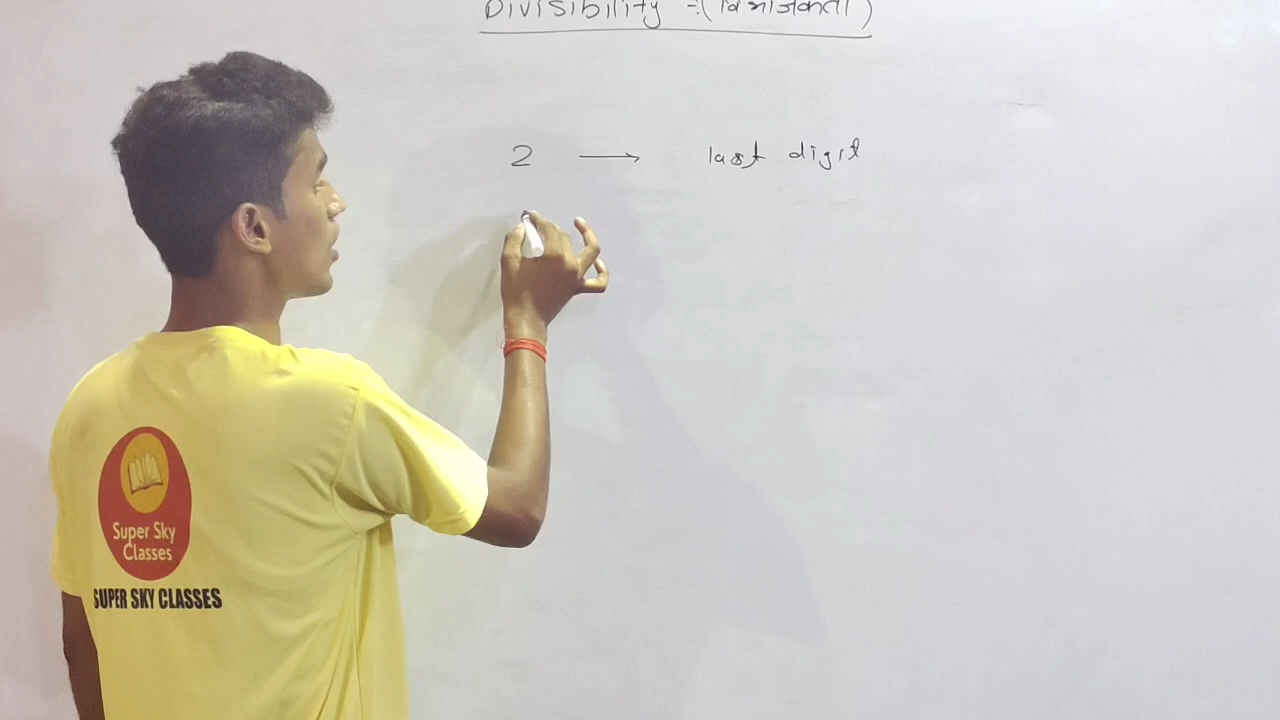 Divisibility :- (विभाजकता)
2 → last digit
Super Sky
Classes
SUPER SKY CLASSES